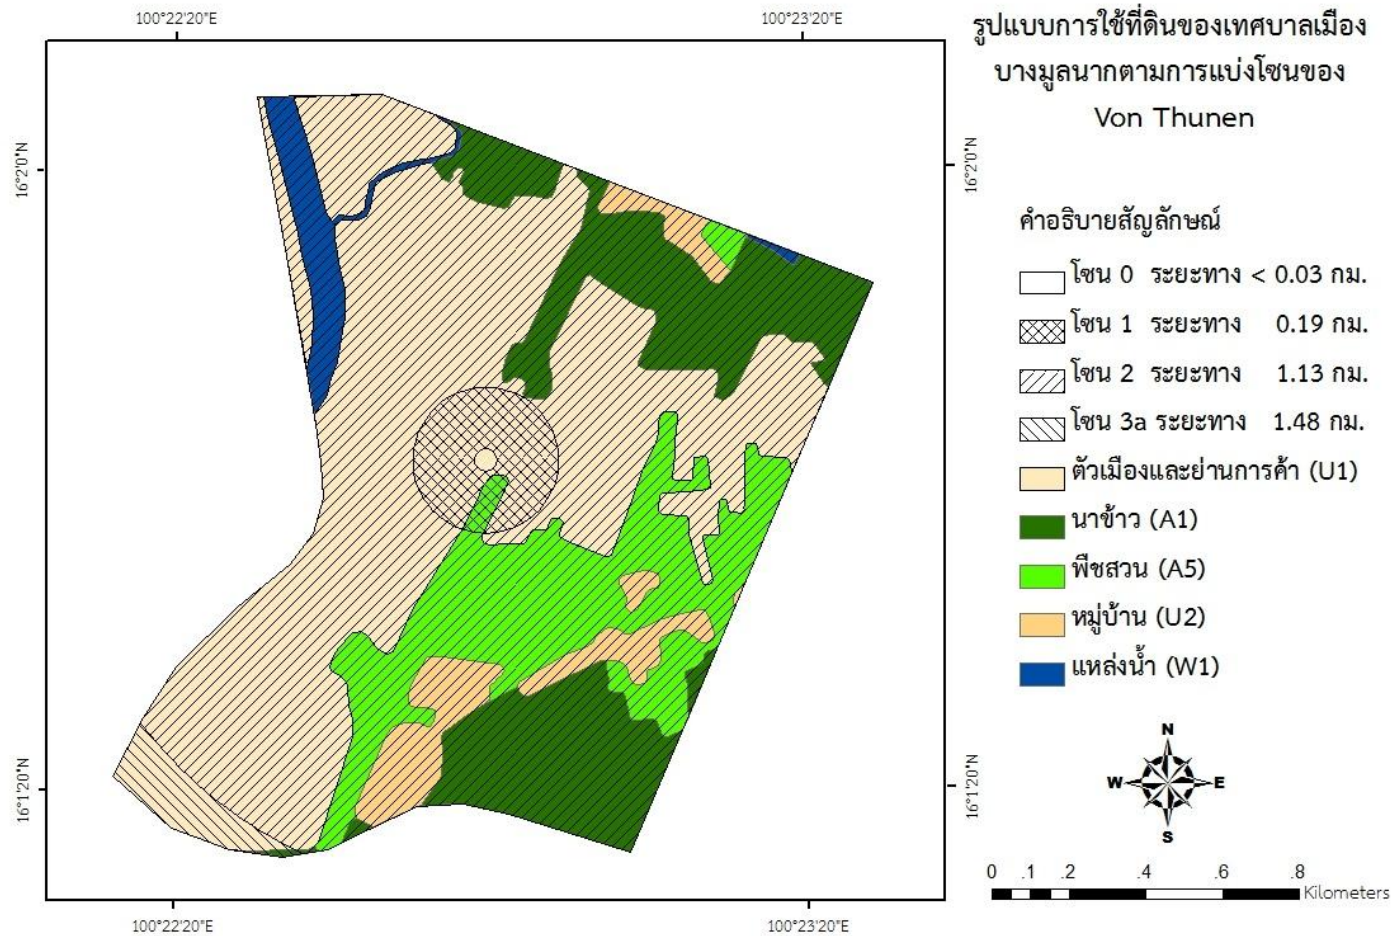 100°22'20"E
100°23'20"E
รูปแบบการใช้ที่ดินของเทศบาลเมือง
บางมูลนากตามการแบ่งโซนของ
Von Thunen
16°2'0"N
16°2'0"N
คำอธิบายสัญลักษณ์
โซน 0 ระยะทาง < 0.03 กม.
โซน 1 ระยะทาง 0.19 กม.
โซน 2 ระยะทาง 1.13 กม.
โซน 3a ระยะทาง 1.48 กม.
ตัวเมืองและย่านการค้า (U1)
นาข้าว (A1)
พืชสวน (A5)
หมู่บ้าน (U2)
แหล่งน้ำ (W1)
N
W E
S
16°1'20"N
16°1'20"N
0 .1 .2 .4 .6 .8
Kilometers
100°22'20"E
100°23'20"E